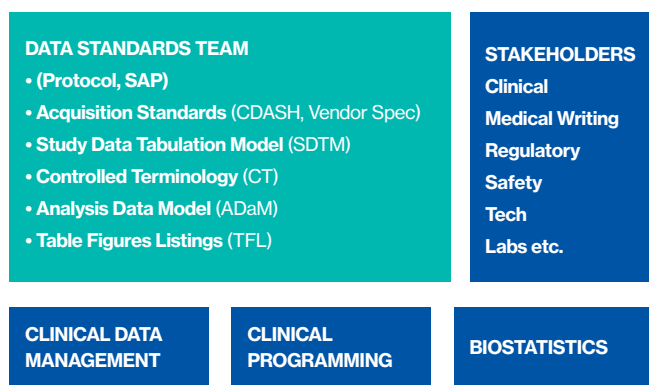 DATA STANDARDS TEAM
• (Protocol, SAP)
• Acquisition Standards (CDASH, Vendor Spec)
• Study Data Tabulation Model (SDTM)
• Controlled Terminology (CT)
• Analysis Data Model (ADaM)
• Table Figures Listings (TFL)
STAKEHOLDERS
Clinical
Medical Writing
Regulatory
Safety
Tech
Labs etc.
CLINICAL DATA
MANAGEMENT
CLINICAL
PROGRAMMING
BIOSTATISTICS